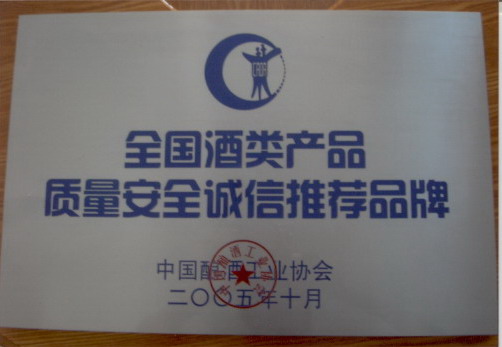 全国酒类产品
质量安全诚信推荐品牌
中国酿酒工业协会
二〇〇五年十月